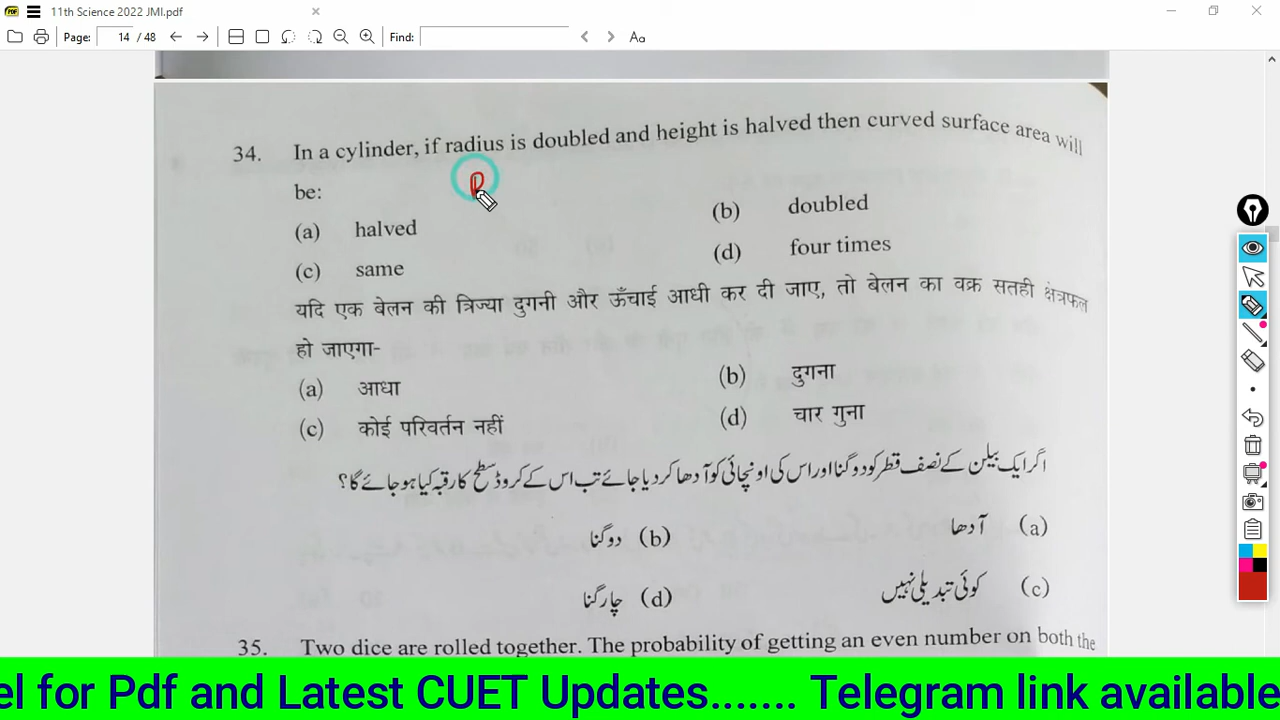 11th Science 2022 JMI.pdf
Page: 14 / 48 Find: Aa
34. In a cylinder, if radius is doubled and height is halved then curved surface area will
be:
(a) halved (b) doubled
(c) same (d) four times
यदि एक बेलन की त्रिज्या दुगनी और ऊँचाई आधी कर दी जाए, तो बेलन का वक्र सतही क्षेत्रफल
हो जाएगा-
(a) आधा (b) दुगना
(c) कोई परिवर्तन नहीं (d) चार गुना
اگر ایک بیلن کے نصف قطر کو دوگنا اور اس کی اونچائی کو آدھا کر دیا جائے تب اس کے کروڈ سطح کا رقبہ کیا ہو جائے گا؟
(a) آدھا (b) دوگنا
(c) کوئی تبدیلی نہیں (d) چار گنا
35. Two dice are rolled together. The probability of getting an even number on both the
el for Pdf and Latest CUET Updates....... Telegram link available